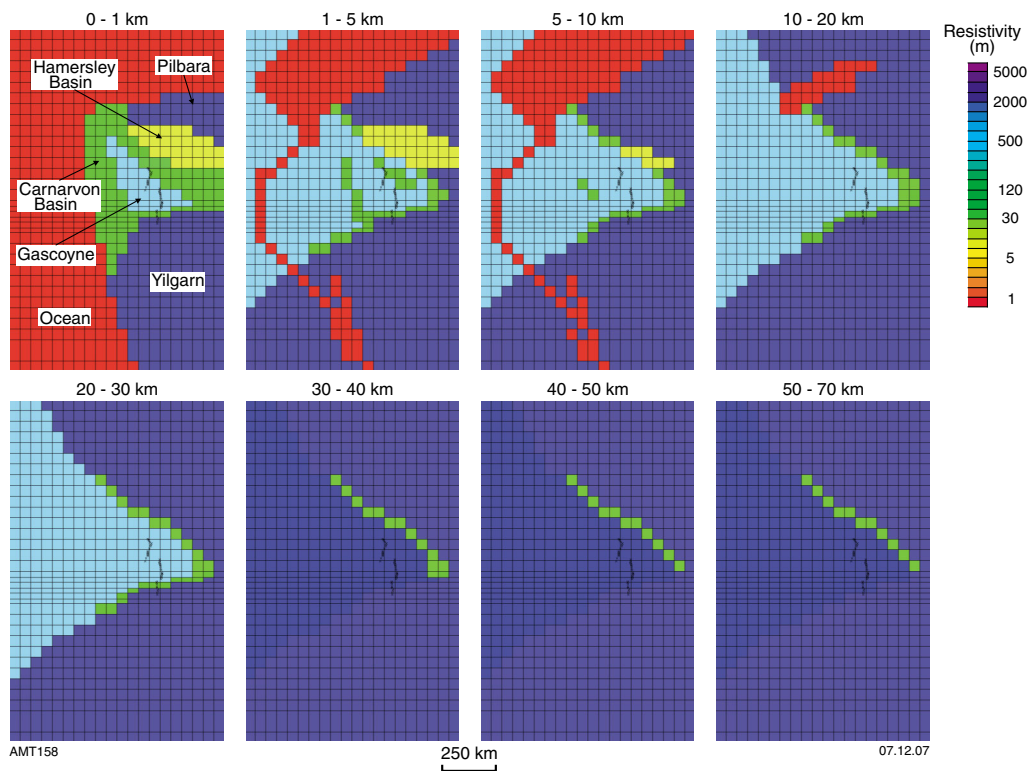 0 - 1 km
1 - 5 km
5 - 10 km
10 - 20 km
Hamersley
Basin
Pilbara
Carnarvon
Basin
Gascoyne
Yilgarn
Ocean
Resistivity
(m)
5000
2000
500
120
30
5
1
20 - 30 km
30 - 40 km
40 - 50 km
50 - 70 km
AMT158
250 km
07.12.07